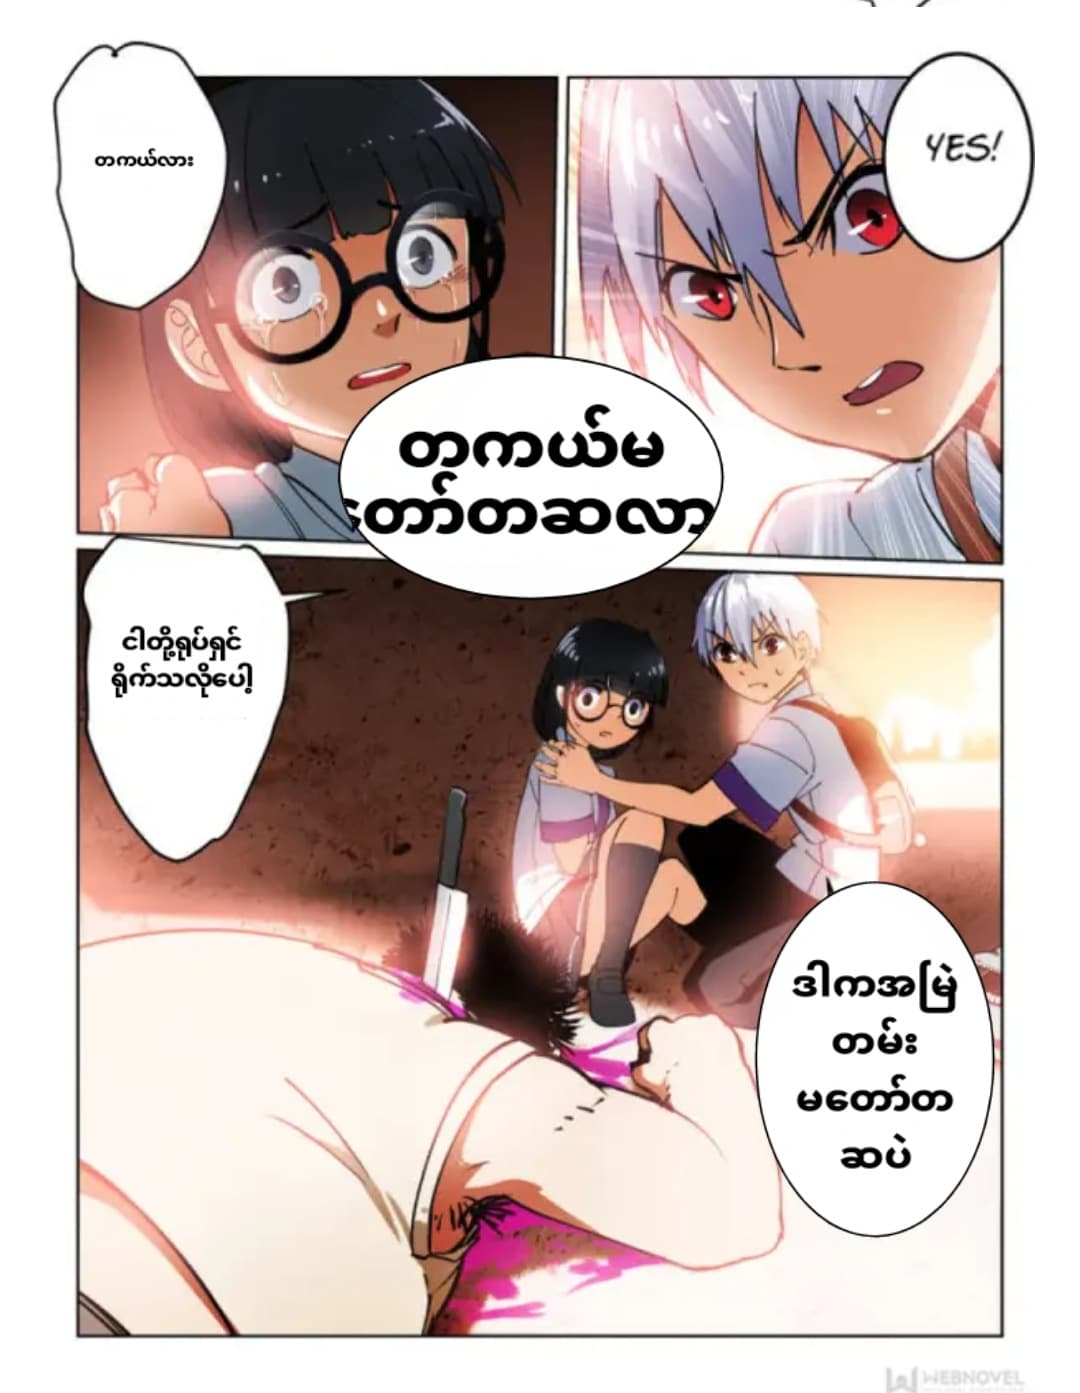 တကယ်လား
YES!
တကယ်မ
တော်တဆလာ
ငါတို့ရုပ်ရှင်
ရိုက်သလိုပေါ့
ဒါကအမြဲ
တမ်း
မတော်တ
ဆပဲ
WEBNOVEL